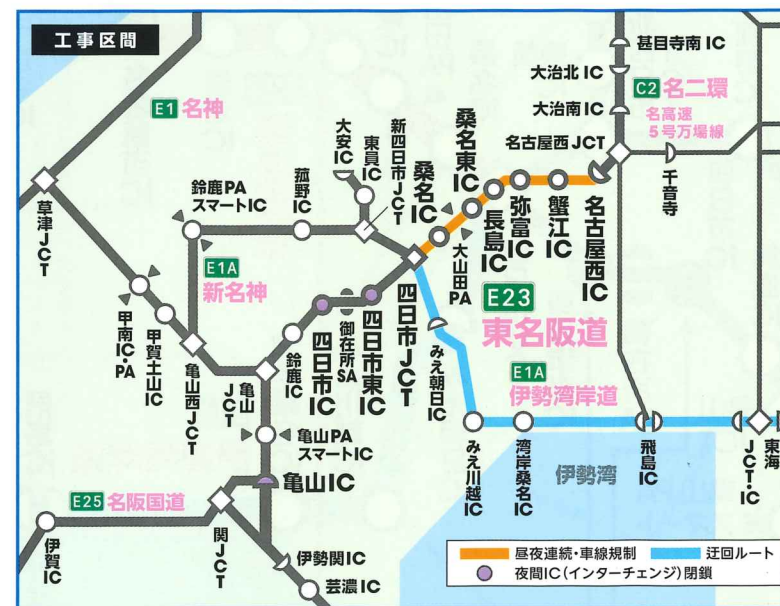 工事区間
E1 名神
草津JCT
甲南IC・PA
甲賀土山IC
鈴鹿PA
スマートIC
E1A
新名神
亀山西JCT
菰野IC
大安IC
東員IC
新四日市JCT
桑名IC
桑名東IC
大山田PA
長島IC
弥富IC
蟹江IC
名古屋西IC
甚目寺南IC
大治北IC
大治南IC
名古屋西JCT
C2 名二環
名高速
5号万場線
千音寺
E23
東名阪道
E1A
伊勢湾岸道
四日市JCT
四日市東IC
御在所SA
四日市IC
鈴鹿IC
亀山JCT
亀山PA
スマートIC
亀山IC
E25 名阪国道
伊賀IC
関JCT
伊勢関IC
芸濃IC
みえ朝日IC
みえ川越IC
湾岸桑名IC
伊勢湾
飛島IC
東海
JCT・IC
昼夜連続・車線規制
迂回ルート
夜間IC(インターチェンジ)閉鎖